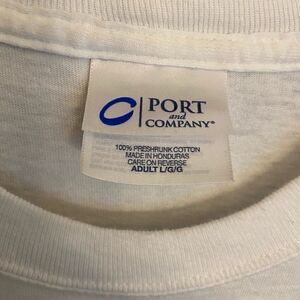 PORT
and
COMPANY®
100% PRESHRUNK COTTON
MADE IN HONDURAS
CARE ON REVERSE
ADULT L/G/G